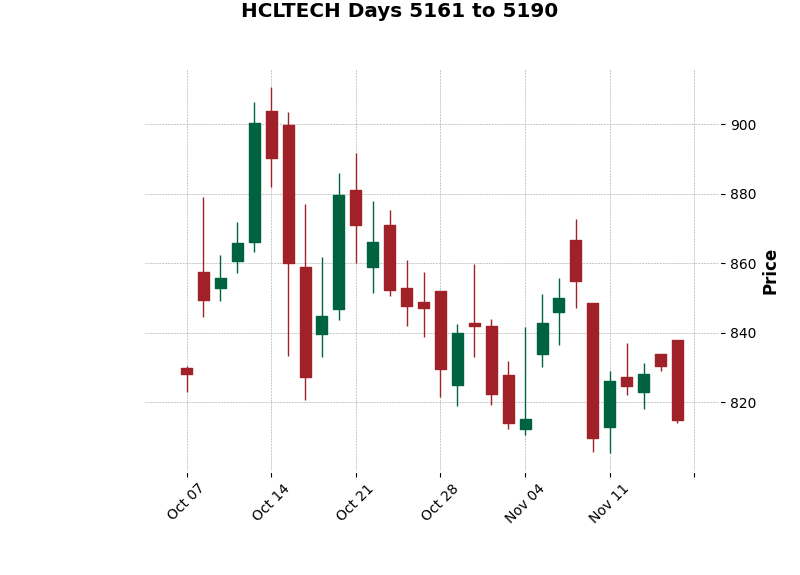 HCLTECH Days 5161 to 5190
900
880
860
840
820
Price
Oct 07
Oct 14
Oct 21
Oct 28
Nov 04
Nov 11